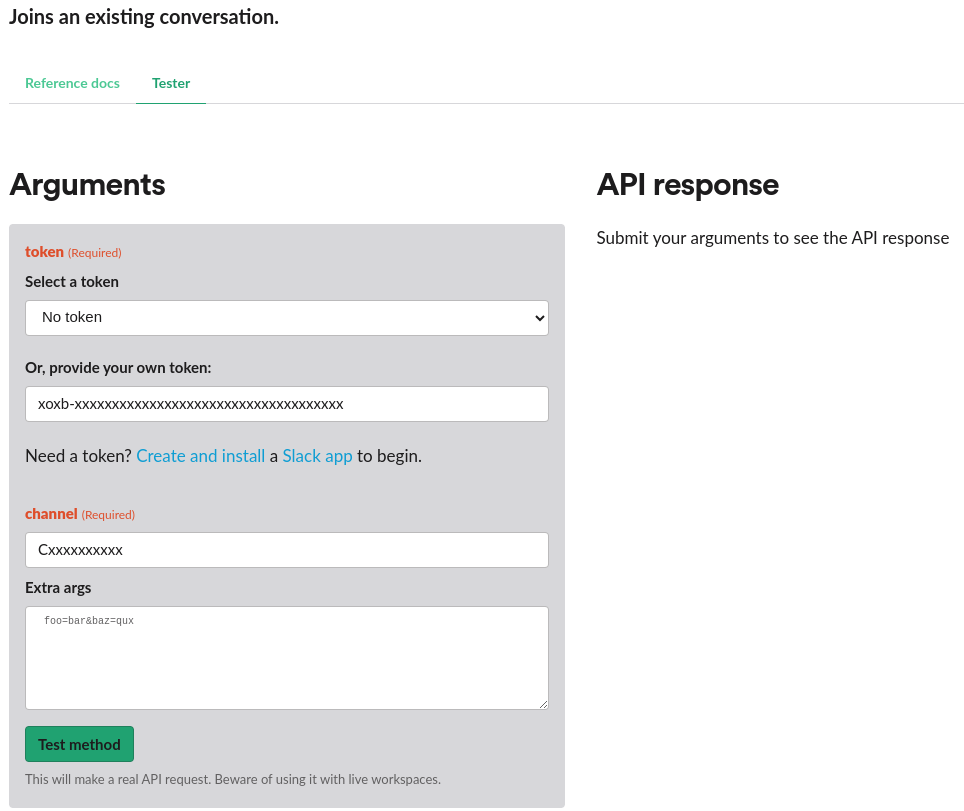 Joins an existing conversation.
Reference docs Tester
Arguments
token (Required)
Select a token
No token
Or, provide your own token:
xoxb-xxxxxxxxxxxxxxxxxxxxxxxxxxxxxxxxxxxx
Need a token? Create and install a Slack app to begin.
channel (Required)
Cxxxxxxxxxx
Extra args
foo=bar&baz=qux
Test method
This will make a real API request. Beware of using it with live workspaces.
API response
Submit your arguments to see the API response